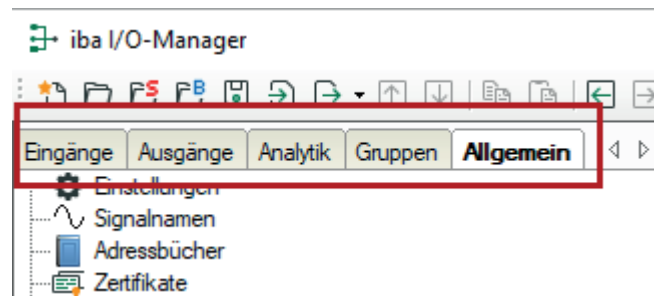 iba I/O-Manager
Eingänge Ausgänge Analytik Gruppen Allgemein
Einstellungen
Signalnamen
Adressbücher
Zertifikate